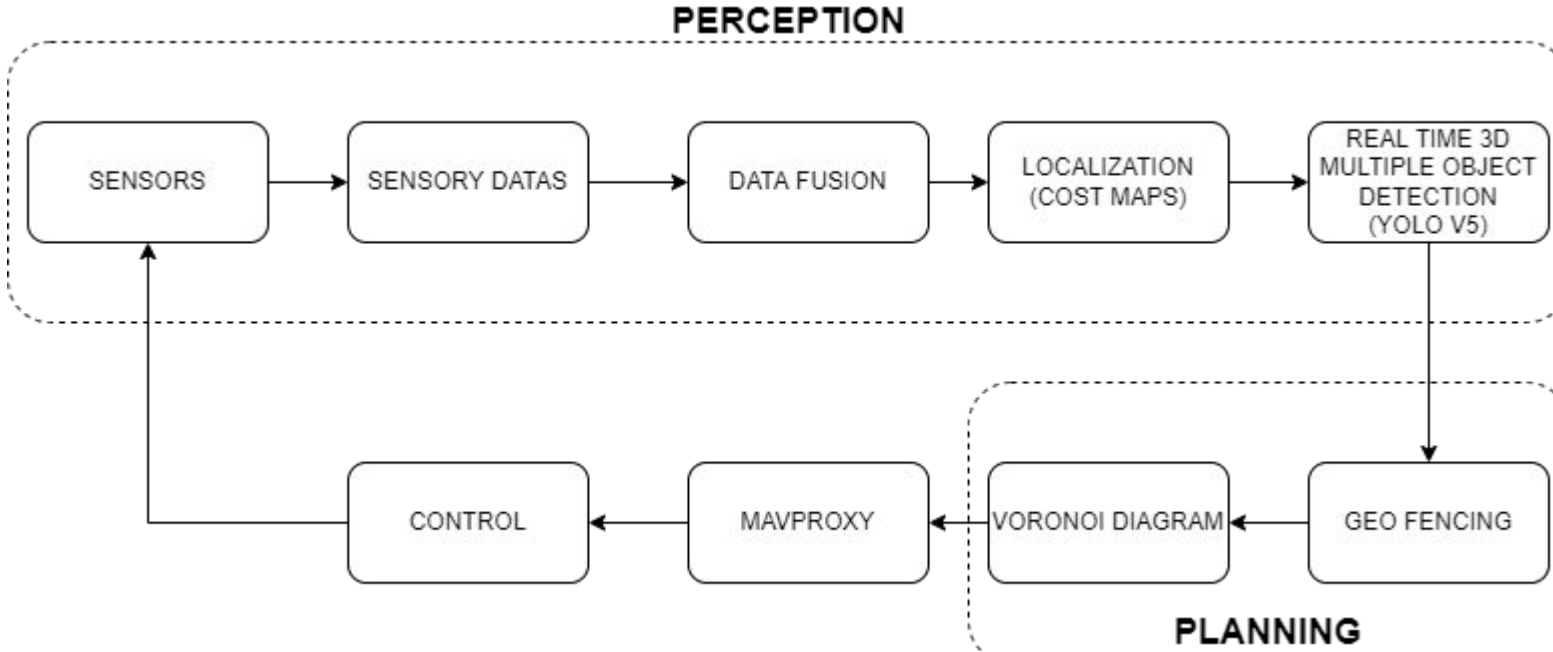 PERCEPTION
SENSORS
SENSORY DATAS
DATA FUSION
LOCALIZATION
(COST MAPS)
REAL TIME 3D
MULTIPLE OBJECT
DETECTION
(YOLO V5)
CONTROL
MAVPROXY
VORONOI DIAGRAM
GEO FENCING
PLANNING